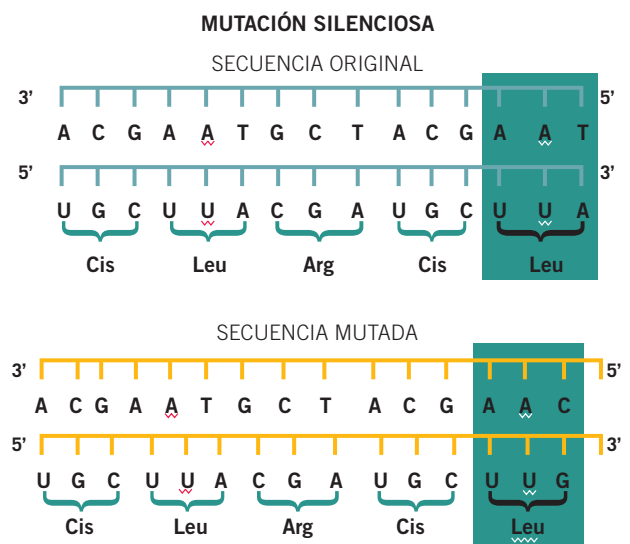 MUTACIÓN SILENCIOSA
SECUENCIA ORIGINAL
3’ 5’
A C G A A T G C T A C G A A T
5’ 3’
U G C U U A C G A U G C U U A
Cis Leu Arg Cis Leu
SECUENCIA MUTADA
3’ 5’
A C G A A T G C T A C G A A C
5’ 3’
U G C U U A C G A U G C U U G
Cis Leu Arg Cis Leu